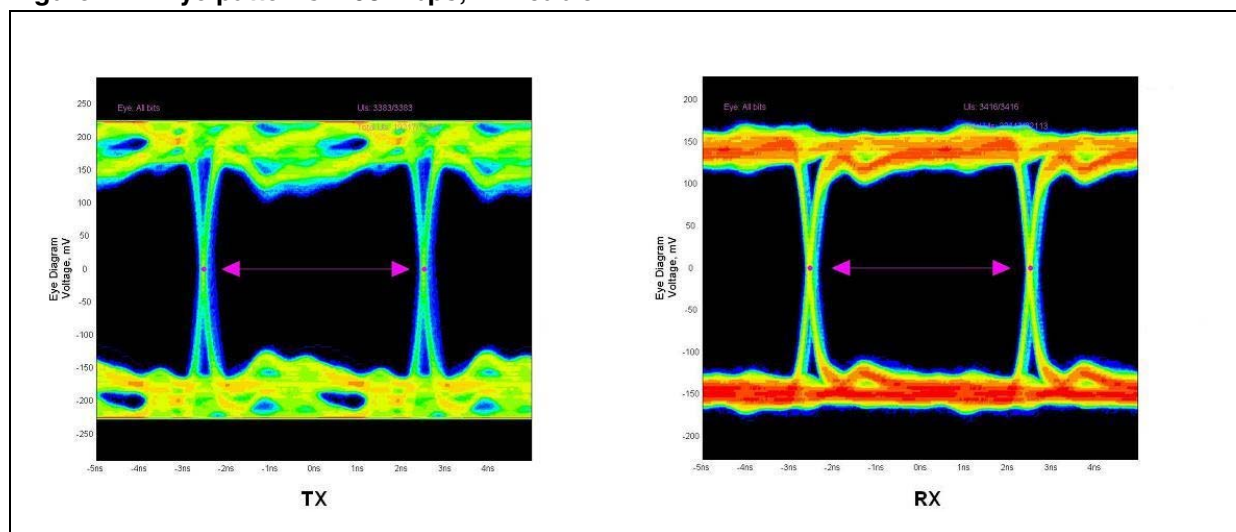 Eye: All bits
UIs: 3383/3383
250
200
150
100
50
0
-50
-100
-150
-200
-250
Eye Diagram
Voltage, mV
-5ns -4ns -3ns -2ns -1ns 0ns 1ns 2ns 3ns 4ns
TX
Eye: All bits
UIs: 3416/3416
200
150
100
50
0
-50
-100
-150
-200
Eye Diagram
Voltage, mV
-5ns -4ns -3ns -2ns -1ns 0ns 1ns 2ns 3ns 4ns
RX